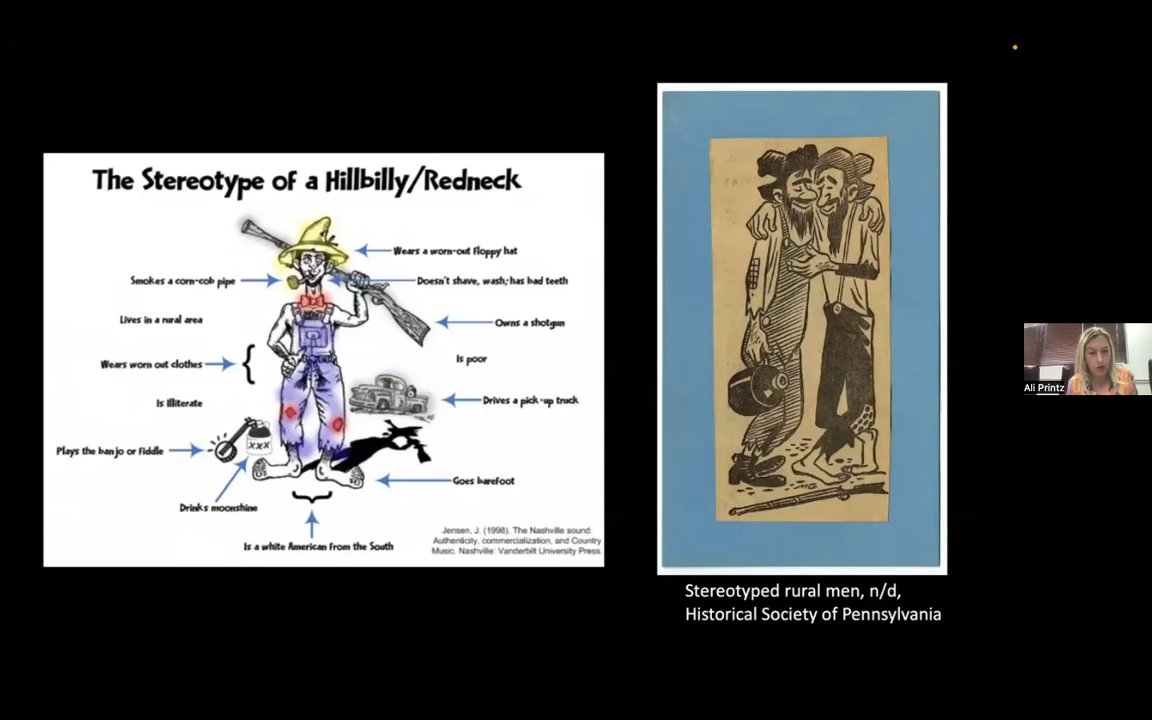 The Stereotype of a Hillbilly/Redneck
Wears a worn-out floppy hat
Smokes a corn-cob pipe
Doesn't shave, wash; has bad teeth
Lives in a rural area
Owns a shotgun
Wears worn out clothes
Is poor
Is Illiterate
Drives a pick-up truck
Plays the banjo or fiddle
XXX
Goes barefoot
Drinks moonshine
Is a white American from the South
Jensen, J. (1998). The Nashville sound:
Authenticity, commercialization, and Country
Music. Nashville: Vanderbilt University Press.
Stereotyped rural men, n/d,
Historical Society of Pennsylvania
Ali Printz